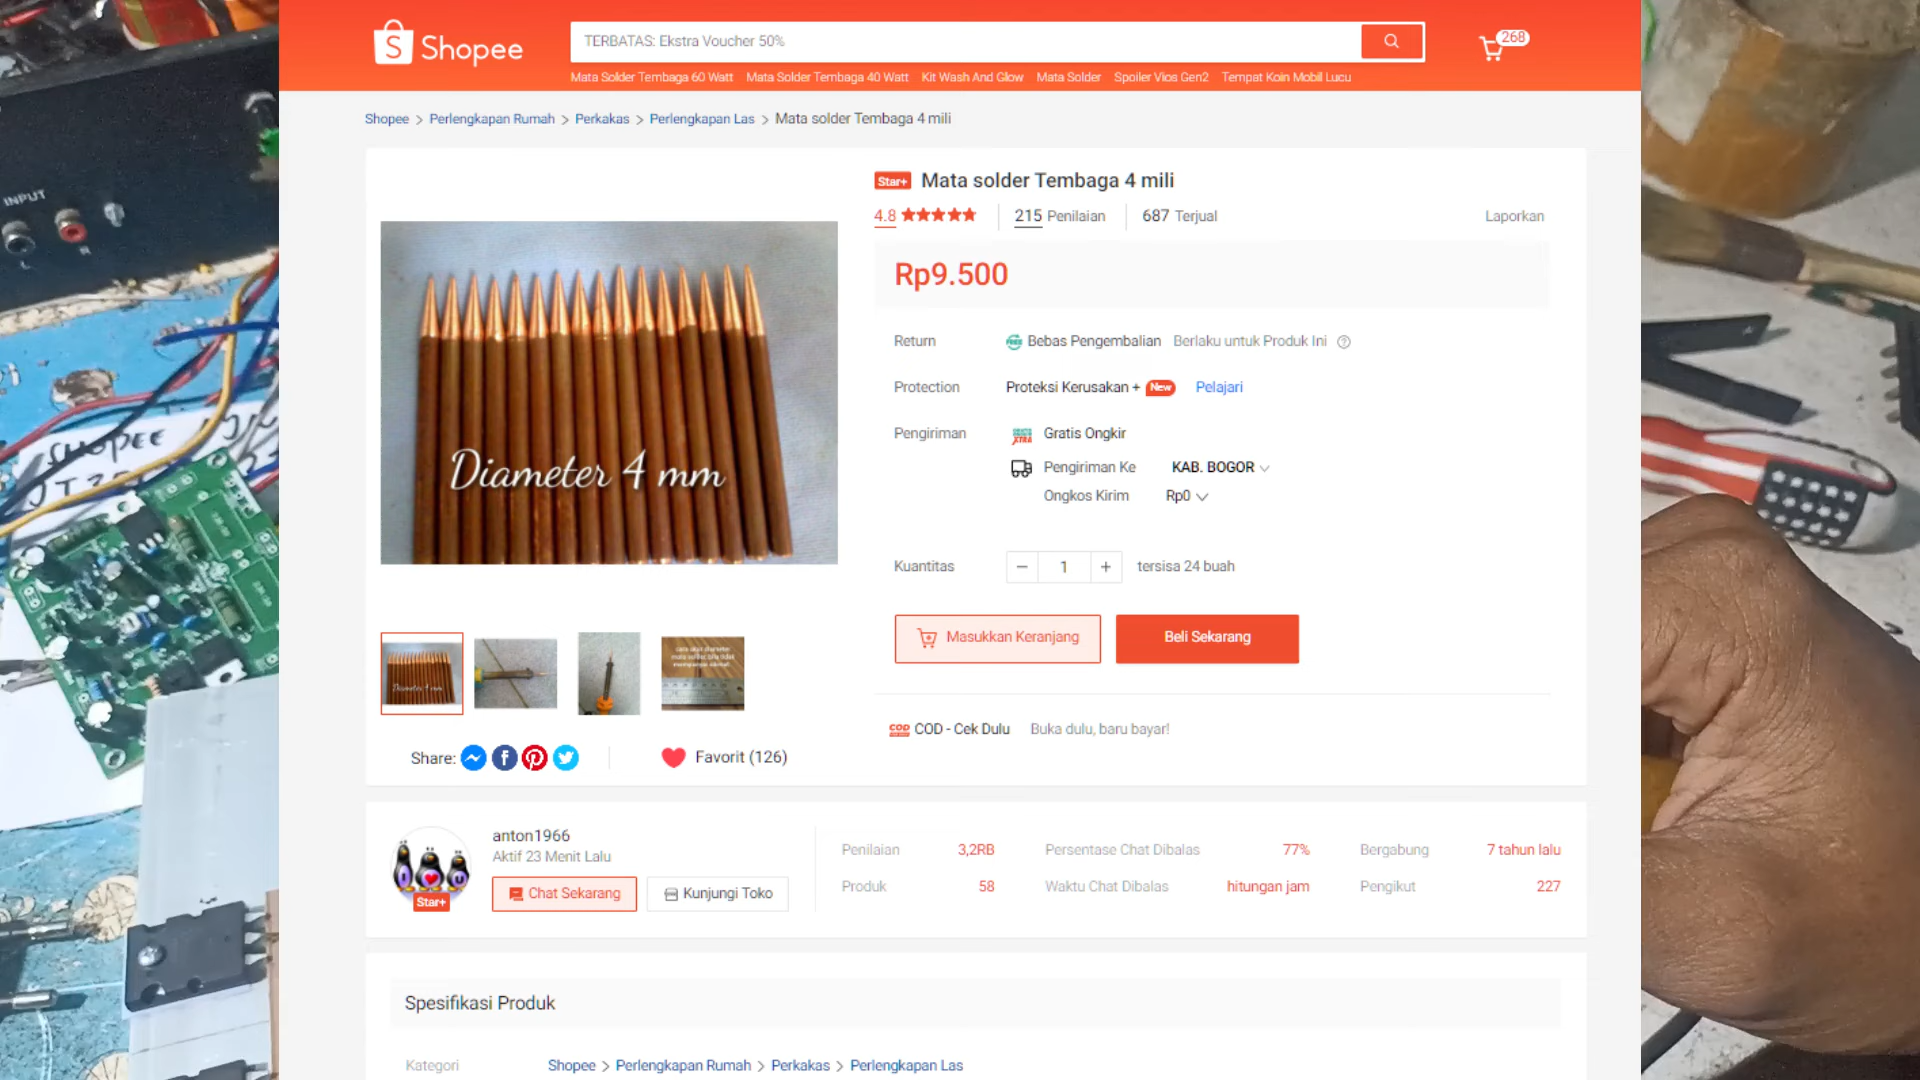 Shopee
TERBATAS: Ekstra Voucher 50%
268
Mata Solder Tembaga 60 Watt Mata Solder Tembaga 40 Watt Kit Wash And Glow Mata Solder Spoiler Vios Gen2 Tempat Koin Mobil Lucu
Shopee > Perlengkapan Rumah > Perkakas > Perlengkapan Las > Mata solder Tembaga 4 mili
Star+ Mata solder Tembaga 4 mili
4.8 215 Penilaian 687 Terjual Laporkan
Rp9.500
Return Bebas Pengembalian Berlaku untuk Produk Ini
Protection Proteksi Kerusakan + New Pelajari
Pengiriman Gratis Ongkir
Pengiriman Ke KAB. BOGOR
Ongkos Kirim Rp0
Kuantitas 1 tersisa 24 buah
Masukkan Keranjang Beli Sekarang
COD COD - Cek Dulu Buka dulu, baru bayar!
Diameter 4 mm
Diameter 4 mm
Share: Favorit (126)
anton1966
Aktif 23 Menit Lalu
Star+
Chat Sekarang Kunjungi Toko
Penilaian 3,2RB Persentase Chat Dibalas 77% Bergabung 7 tahun lalu
Produk 58 Waktu Chat Dibalas hitungan jam Pengikut 227
Spesifikasi Produk
Kategori Shopee > Perlengkapan Rumah > Perkakas > Perlengkapan Las
INPUT
L R
SHOPEE